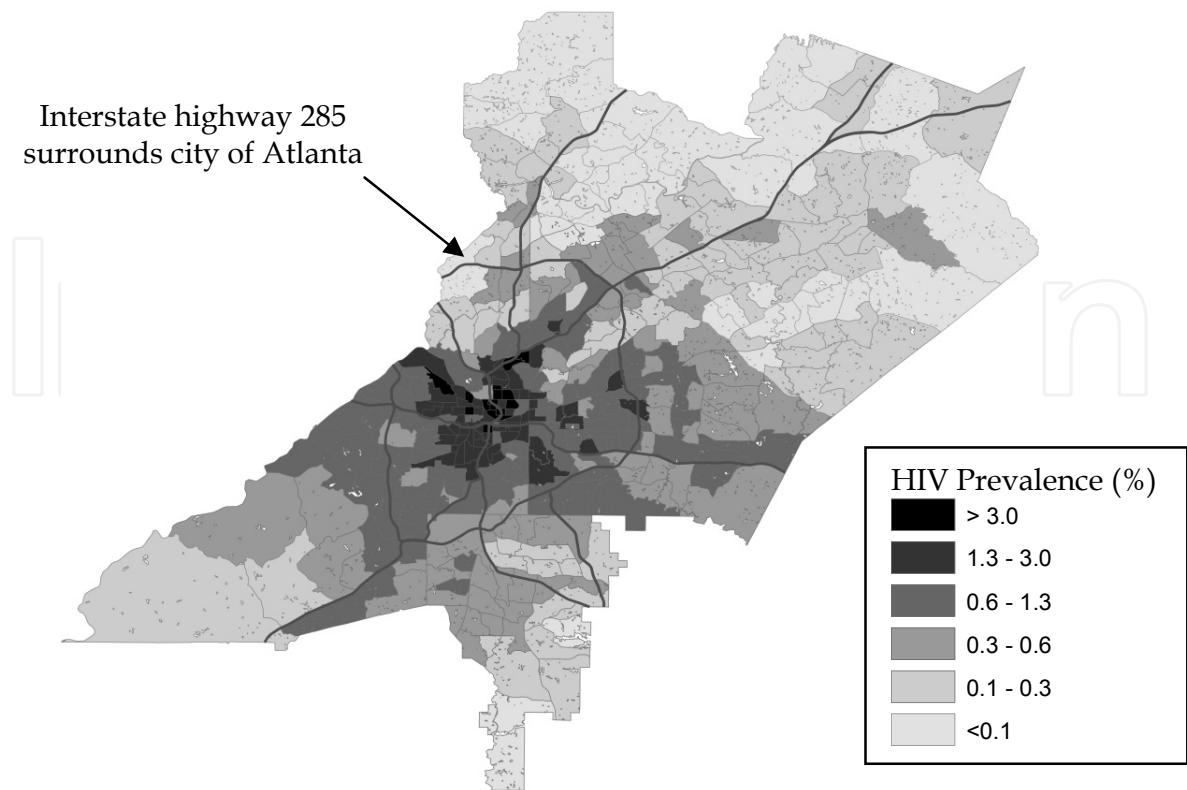 Interstate highway 285
surrounds city of Atlanta
HIV Prevalence (%)
> 3.0
1.3 - 3.0
0.6 - 1.3
0.3 - 0.6
0.1 - 0.3
<0.1